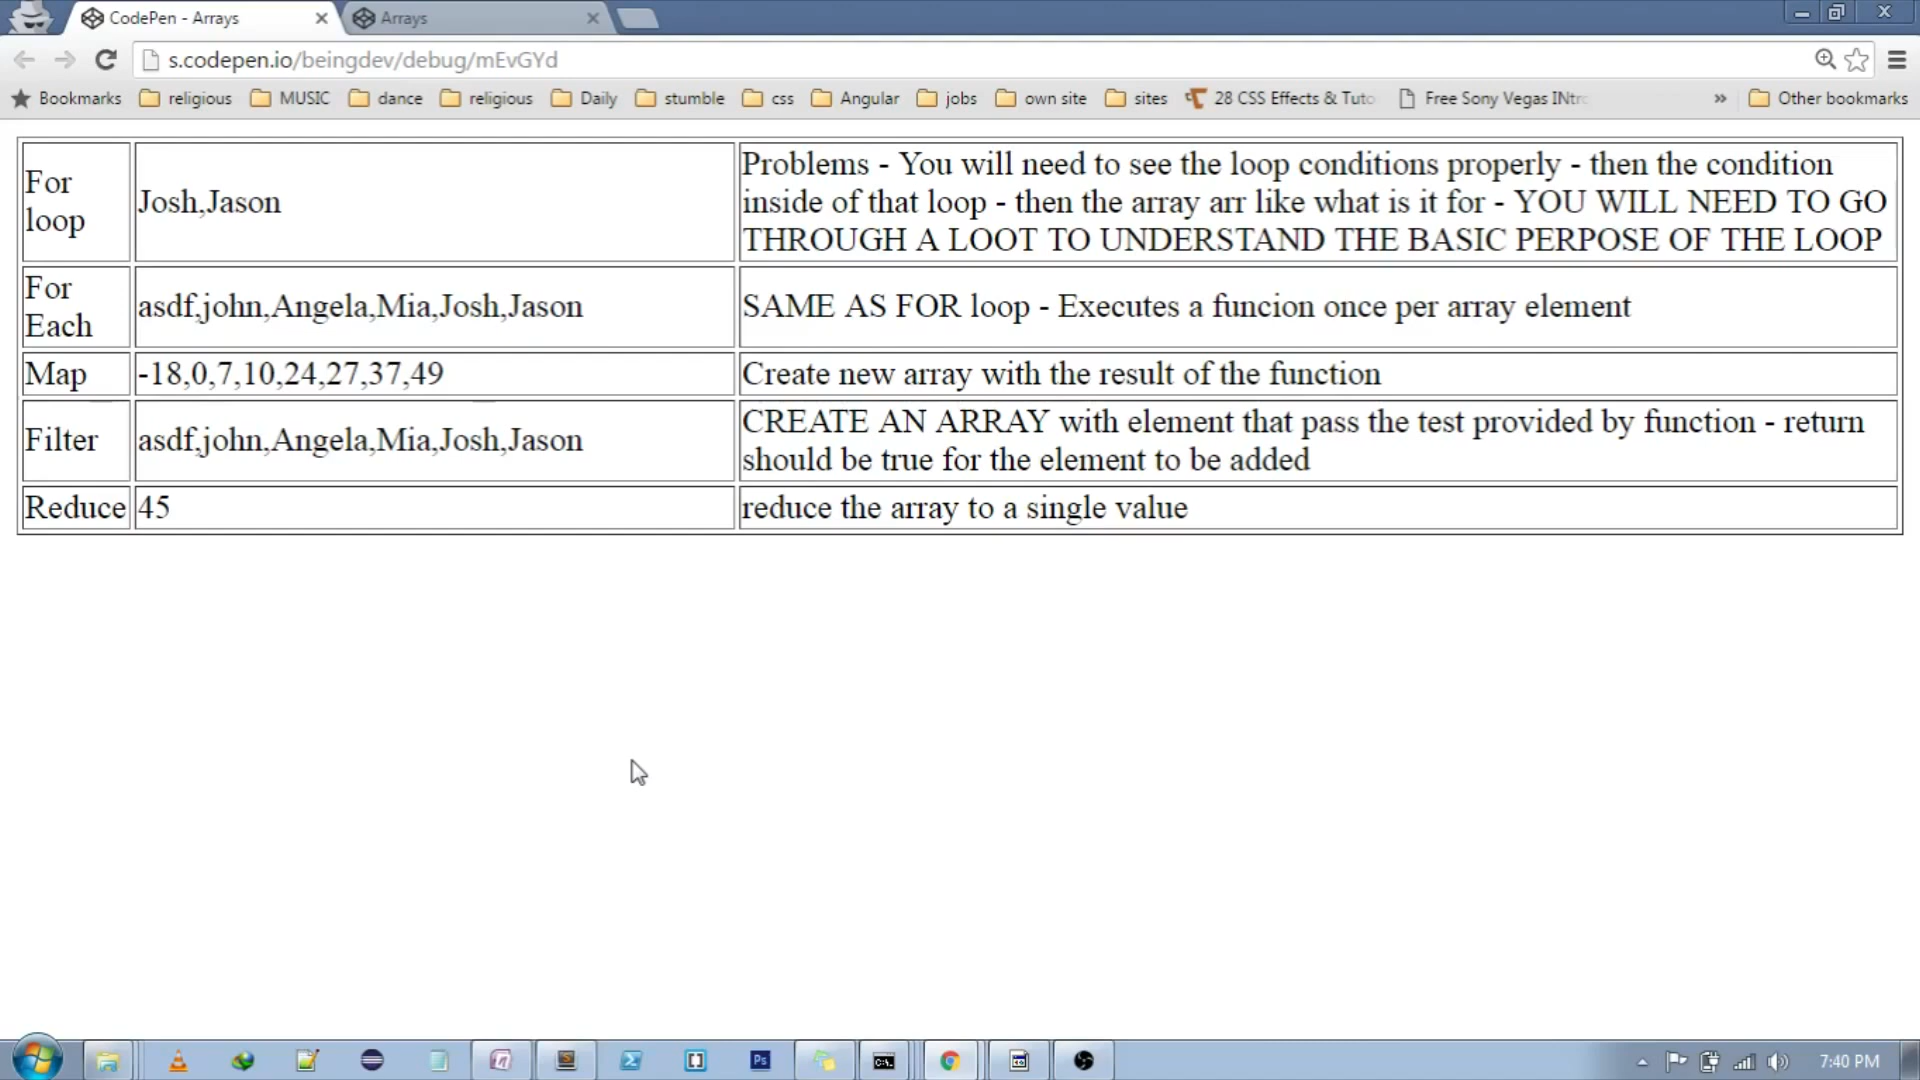 CodePen - Arrays
Arrays
s.codepen.io/beingdev/debug/mEvGYd
Bookmarks religious MUSIC dance religious Daily stumble css Angular jobs own site sites 28 CSS Effects & Tuto Free Sony Vegas INtr » Other bookmarks
For loop
Josh,Jason
Problems - You will need to see the loop conditions properly - then the condition
inside of that loop - then the array arr like what is it for - YOU WILL NEED TO GO
THROUGH A LOOT TO UNDERSTAND THE BASIC PERPOSE OF THE LOOP
For Each
asdf,john,Angela,Mia,Josh,Jason
SAME AS FOR loop - Executes a funcion once per array element
Map
-18,0,7,10,24,27,37,49
Create new array with the result of the function
Filter
asdf,john,Angela,Mia,Josh,Jason
CREATE AN ARRAY with element that pass the test provided by function - return
should be true for the element to be added
Reduce
45
reduce the array to a single value
Ps
C:\.
7:40 PM